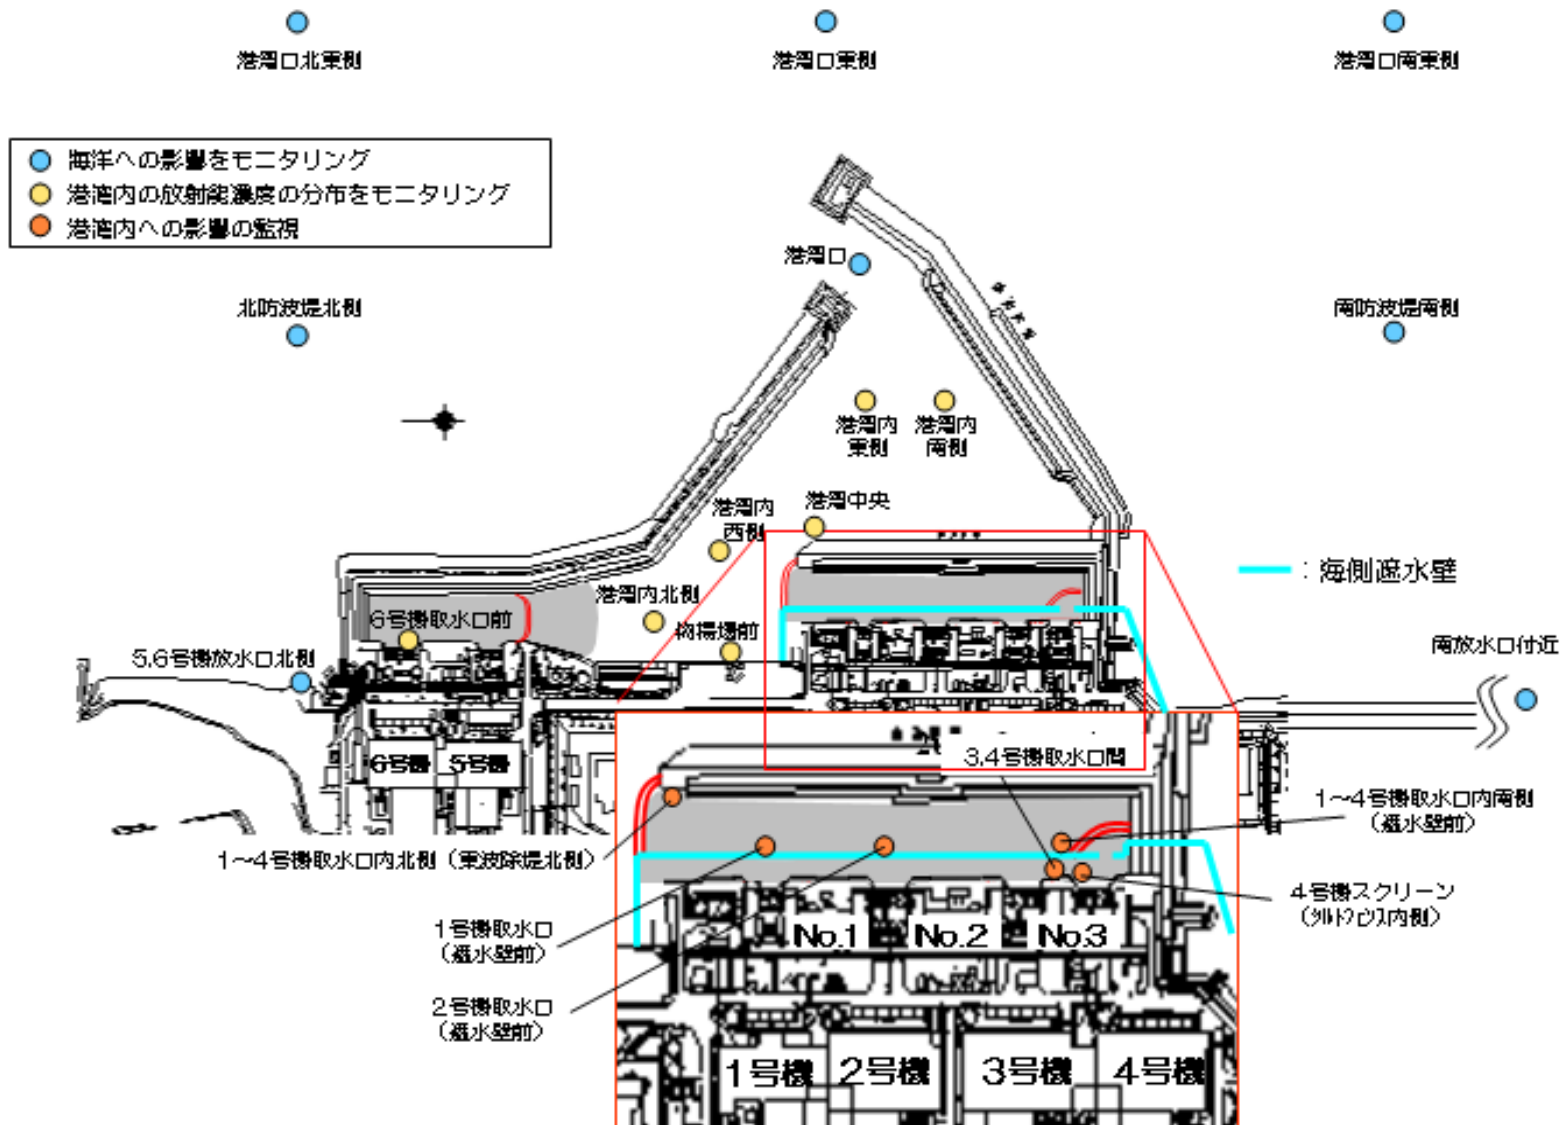 港湾口北東側
港湾口東側
港湾口南東側
海洋への影響をモニタリング
港湾内の放射能濃度の分布をモニタリング
港湾内への影響の監視
港湾口
北防波堤北側
南防波堤南側
港湾内
東側
港湾内
南側
港湾中央
港湾内
西側
:海側遮水壁
港湾内北側
6号機取水口前
物揚場前
5,6号機放水口北側
南放水口付近
6号機
5号機
3,4号機取水口間
1～4号機取水口内南側
(遮水壁前)
1～4号機取水口内北側(東波除堤北側)
4号機スクリーン
(シルトフェンス内側)
1号機取水口
(遮水壁前)
No.1
No.2
No.3
2号機取水口
(遮水壁前)
1号機
2号機
3号機
4号機